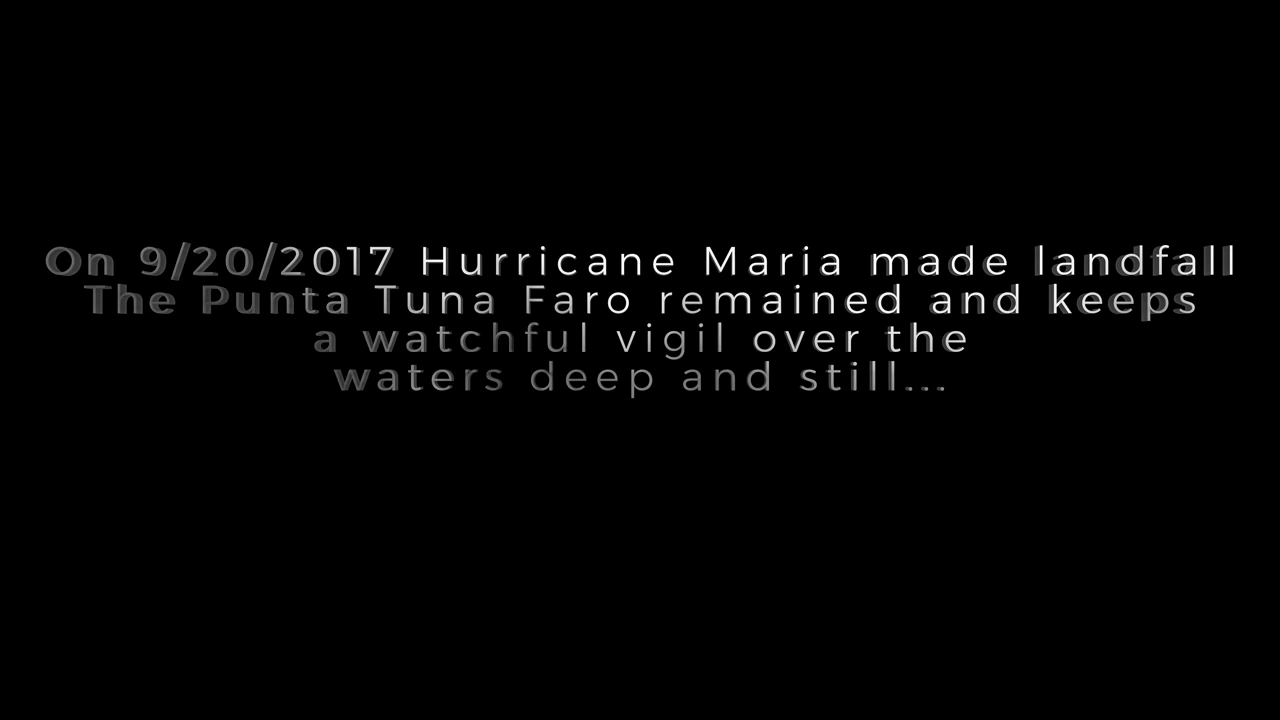 On 9/20/2017 Hurricane Maria made landfall
The Punta Tuna Faro remained and keeps
a watchful vigil over the
waters deep and still...